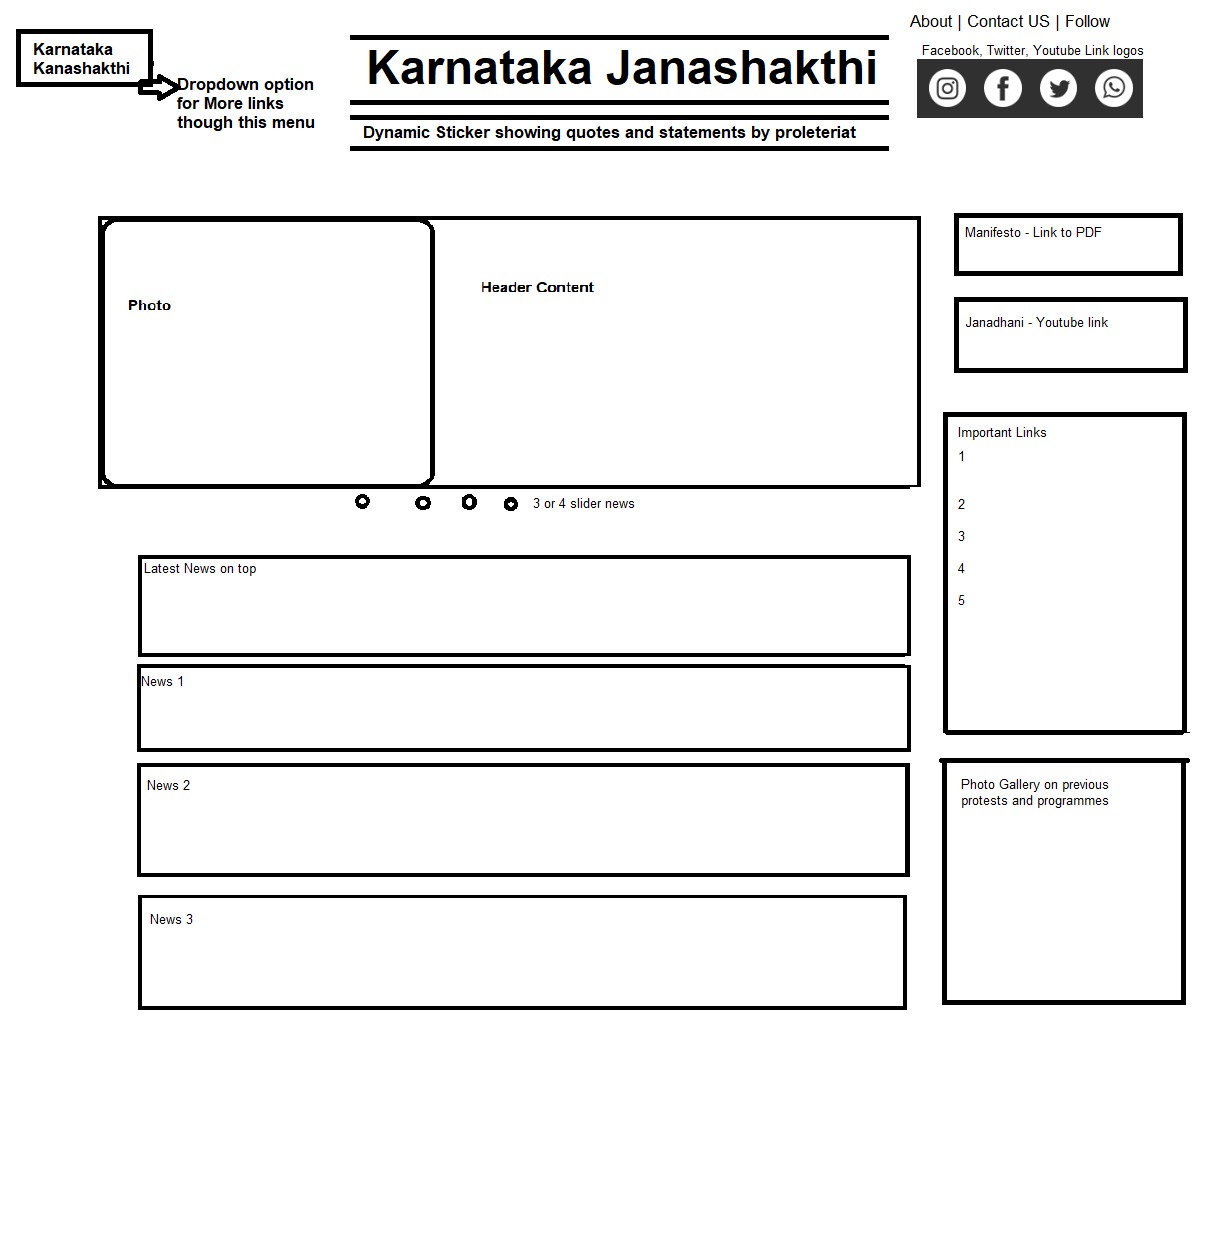 About | Contact US | Follow
Karnataka
Kanashakthi
Karnataka Janashakthi
Facebook, Twitter, Youtube Link logos
Dropdown option
for More links
though this menu
Dynamic Sticker showing quotes and statements by proleteriat
Manifesto - Link to PDF
Photo
Header Content
Janadhani - Youtube link
Important Links
1
2
3
4
5
3 or 4 slider news
Latest News on top
News 1
News 2
News 3
Photo Gallery on previous
protests and programmes